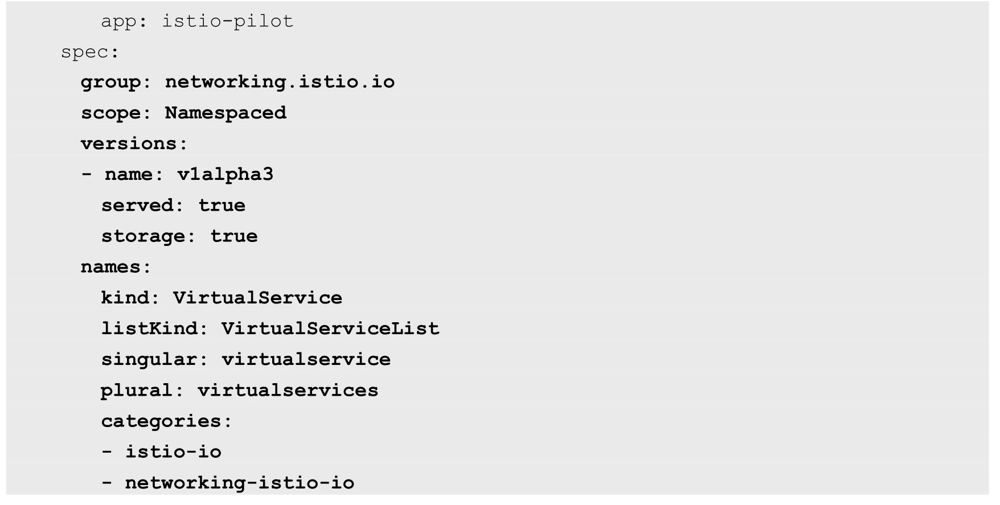 app: istio-pilot
spec:
group: networking.istio.io
scope: Namespaced
versions:
- name: v1alpha3
served: true
storage: true
names:
kind: VirtualService
listKind: VirtualServiceList
singular: virtualservice
plural: virtualservices
categories:
- istio-io
- networking-istio-io